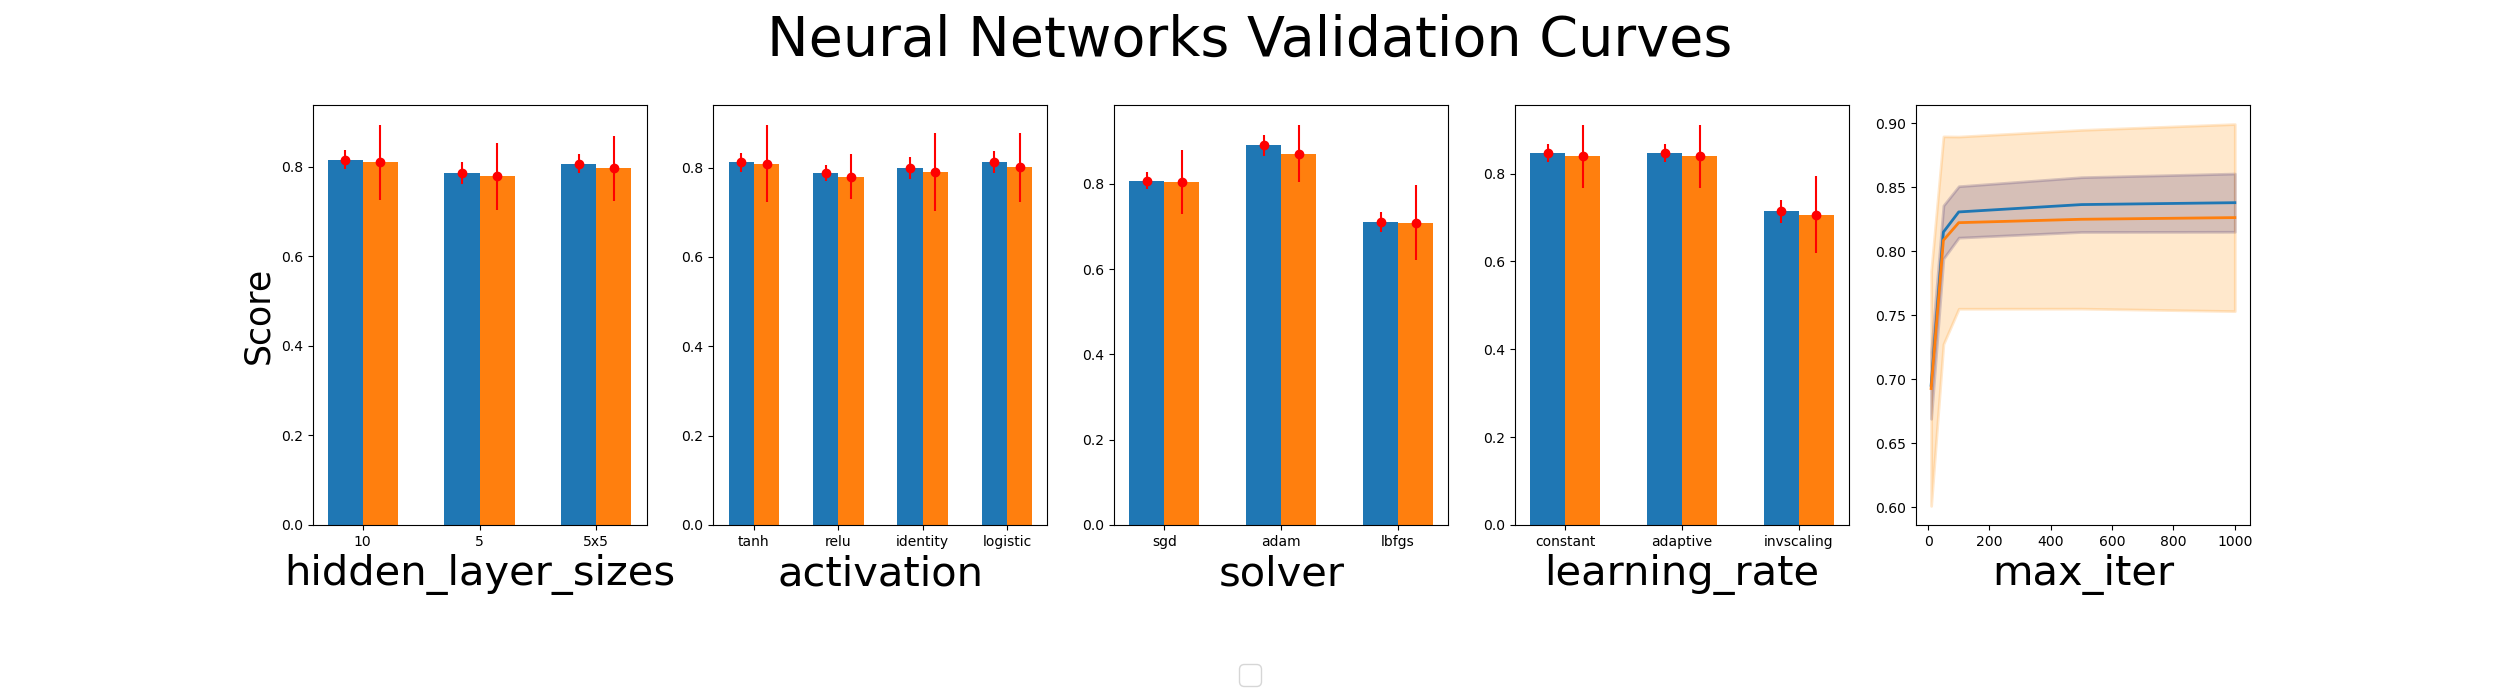 Neural Networks Validation Curves
Score
0.8
0.6
0.4
0.2
0.0
10 5 5x5
hidden_layer_sizes
0.8
0.6
0.4
0.2
0.0
tanh relu identity logistic
activation
0.8
0.6
0.4
0.2
0.0
sgd adam lbfgs
solver
0.8
0.6
0.4
0.2
0.0
constant adaptive invscaling
learning_rate
0.90
0.85
0.80
0.75
0.70
0.65
0.60
0 200 400 600 800 1000
max_iter